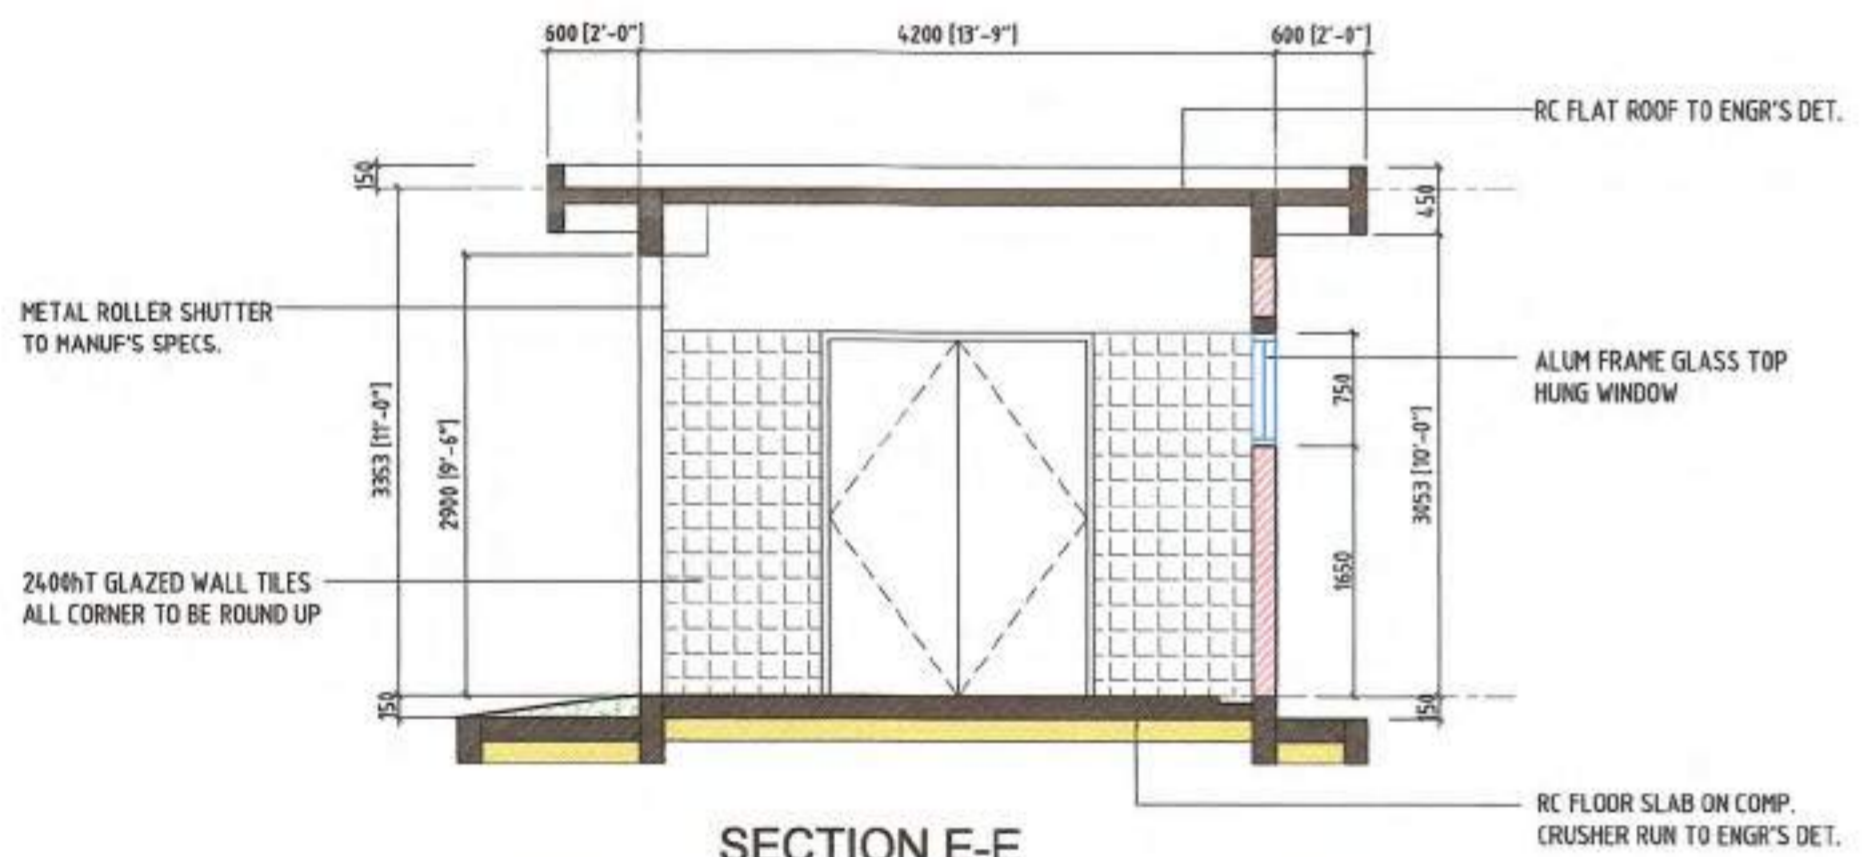 600 [2'-0"]
4200 [13'-9"]
600 [2'-0"]
RC FLAT ROOF TO ENGR'S DET.
150
450
METAL ROLLER SHUTTER
TO MANUF'S SPECS.
ALUM FRAME GLASS TOP
HUNG WINDOW
750
3353 [11'-0"]
2900 [9'-6"]
3053 [10'-0"]
1650
2400hT GLAZED WALL TILES
ALL CORNER TO BE ROUND UP
150
150
RC FLOOR SLAB ON COMP.
CRUSHER RUN TO ENGR'S DET.
SECTION E-E